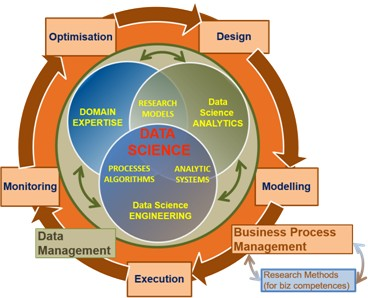 Optimisation
Design
DOMAIN
EXPERTISE
RESEARCH
MODELS
Data
Science
ANALYTICS
DATA
SCIENCE
PROCESSES
ALGORITHMS
ANALYTIC
SYSTEMS
Monitoring
Modelling
Data Science
ENGINEERING
Data
Management
Business Process
Management
Execution
Research Methods
(for biz competences)